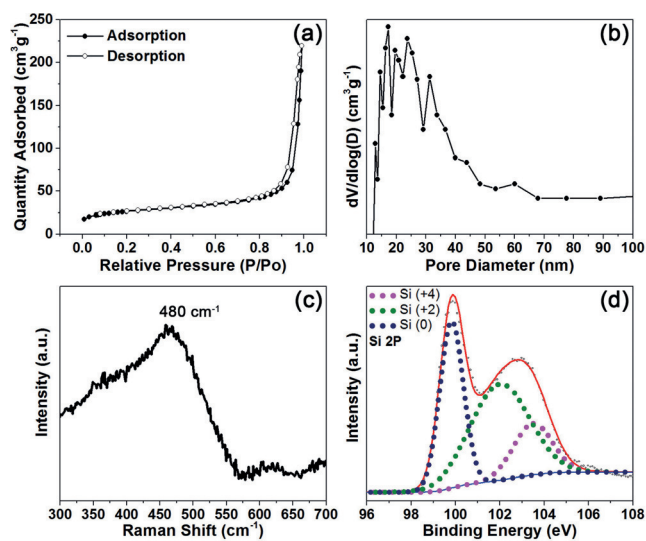 (a)
Adsorption
Desorption
Quantity Adsorbed (cm³g⁻¹)
250
200
150
100
50
0
0.0 0.2 0.4 0.6 0.8 1.0
Relative Pressure (P/Po)
(b)
dV/dlog(D) (cm³g⁻¹)
10 20 30 40 50 60 70 80 90 100
Pore Diameter (nm)
(c)
480 cm⁻¹
Intensity (a.u.)
300 350 400 450 500 550 600 650 700
Raman Shift (cm⁻¹)
(d)
Si (+4)
Si (+2)
Si (0)
Si 2P
Intensity (a.u.)
96 98 100 102 104 106 108
Binding Energy (eV)